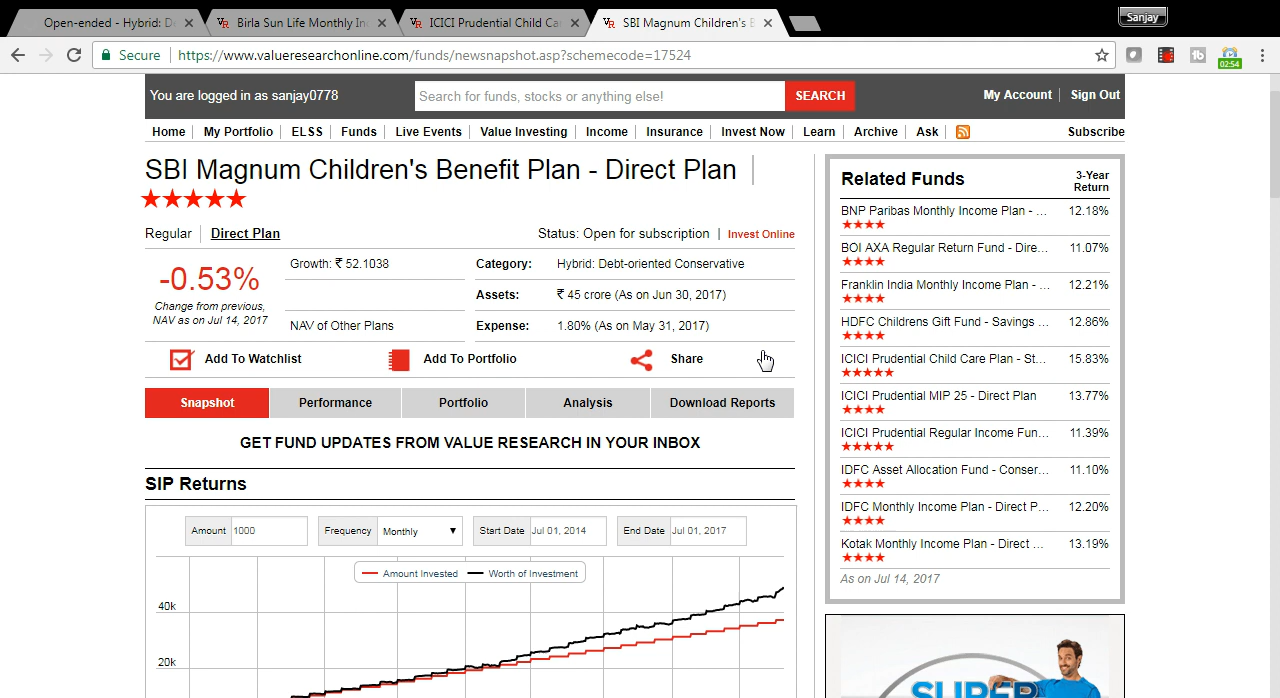 Open-ended - Hybrid: De
Birla Sun Life Monthly In
ICICI Prudential Child Ca
SBI Magnum Children's B
Sanjay
Secure
https://www.valueresearchonline.com/funds/newsnapshot.asp?schemecode=17524
02:54
You are logged in as sanjay0778
Search for funds, stocks or anything else!
SEARCH
My Account
Sign Out
Home
My Portfolio
ELSS
Funds
Live Events
Value Investing
Income
Insurance
Invest Now
Learn
Archive
Ask
Subscribe
SBI Magnum Children's Benefit Plan - Direct Plan
Regular
Direct Plan
Status: Open for subscription | Invest Online
-0.53%
Change from previous,
NAV as on Jul 14, 2017
Growth: ₹ 52.1038
NAV of Other Plans
Category: Hybrid: Debt-oriented Conservative
Assets: ₹ 45 crore (As on Jun 30, 2017)
Expense: 1.80% (As on May 31, 2017)
Add To Watchlist
Add To Portfolio
Share
Snapshot
Performance
Portfolio
Analysis
Download Reports
GET FUND UPDATES FROM VALUE RESEARCH IN YOUR INBOX
SIP Returns
Amount 1000
Frequency Monthly
Start Date Jul 01, 2014
End Date Jul 01, 2017
Amount Invested
Worth of Investment
40k
20k
Related Funds
3-Year
Return
BNP Paribas Monthly Income Plan - ... 12.18%
BOI AXA Regular Return Fund - Dire... 11.07%
Franklin India Monthly Income Plan - ... 12.21%
HDFC Childrens Gift Fund - Savings ... 12.86%
ICICI Prudential Child Care Plan - St... 15.83%
ICICI Prudential MIP 25 - Direct Plan 13.77%
ICICI Prudential Regular Income Fun... 11.39%
IDFC Asset Allocation Fund - Conser... 11.10%
IDFC Monthly Income Plan - Direct P... 12.20%
Kotak Monthly Income Plan - Direct ... 13.19%
As on Jul 14, 2017
SUPER